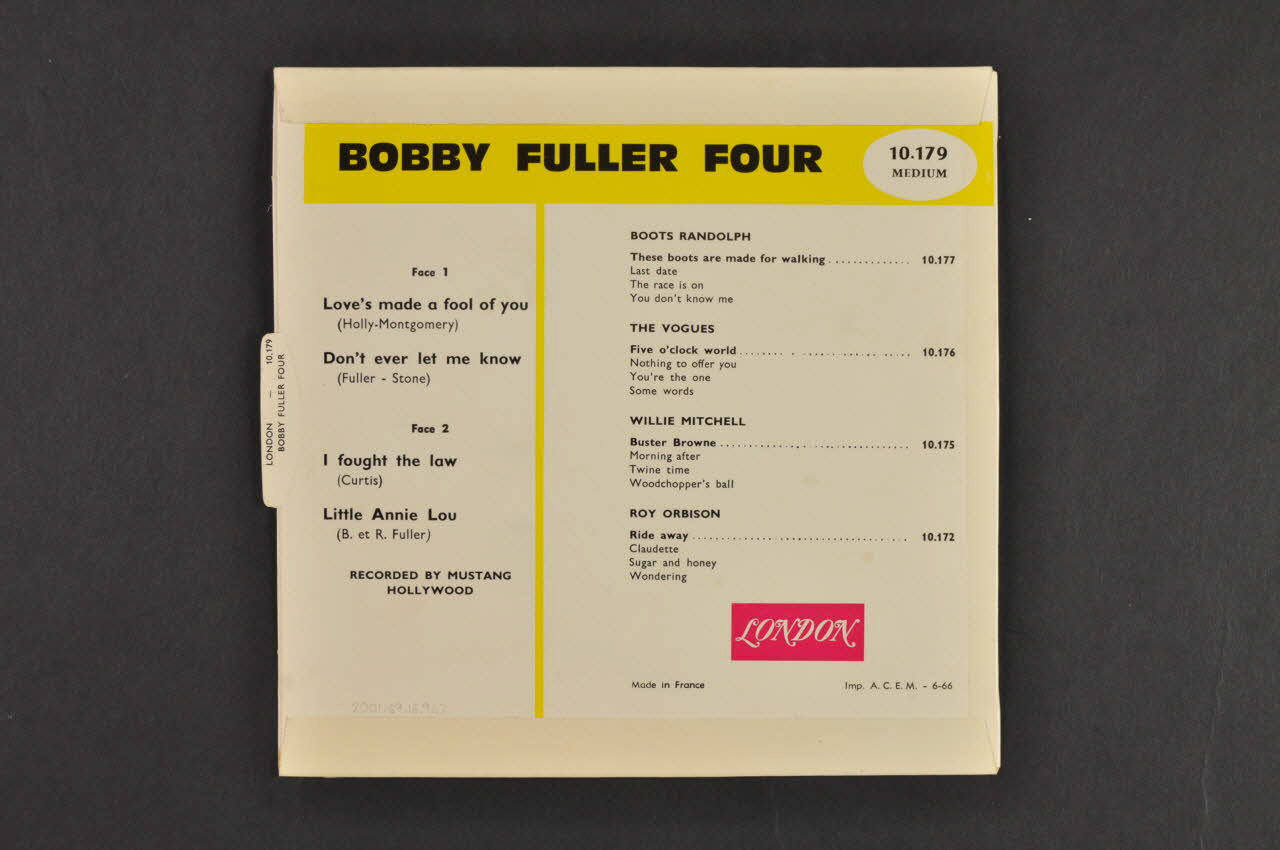 BOBBY FULLER FOUR
10.179
MEDIUM
LONDON — 10.179
BOBBY FULLER FOUR
Face 1
Love's made a fool of you
(Holly-Montgomery)
Don't ever let me know
(Fuller - Stone)
Face 2
I fought the law
(Curtis)
Little Annie Lou
(B. et R. Fuller)
RECORDED BY MUSTANG
HOLLYWOOD
BOOTS RANDOLPH
These boots are made for walking ............. 10.177
Last date
The race is on
You don't know me
THE VOGUES
Five o'clock world .......................... 10.176
Nothing to offer you
You're the one
Some words
WILLIE MITCHELL
Buster Browne .............................. 10.175
Morning after
Twine time
Woodchopper's ball
ROY ORBISON
Ride away .................................. 10.172
Claudette
Sugar and honey
Wondering
LONDON
Made in France
Imp. A. C. E. M. - 6-66